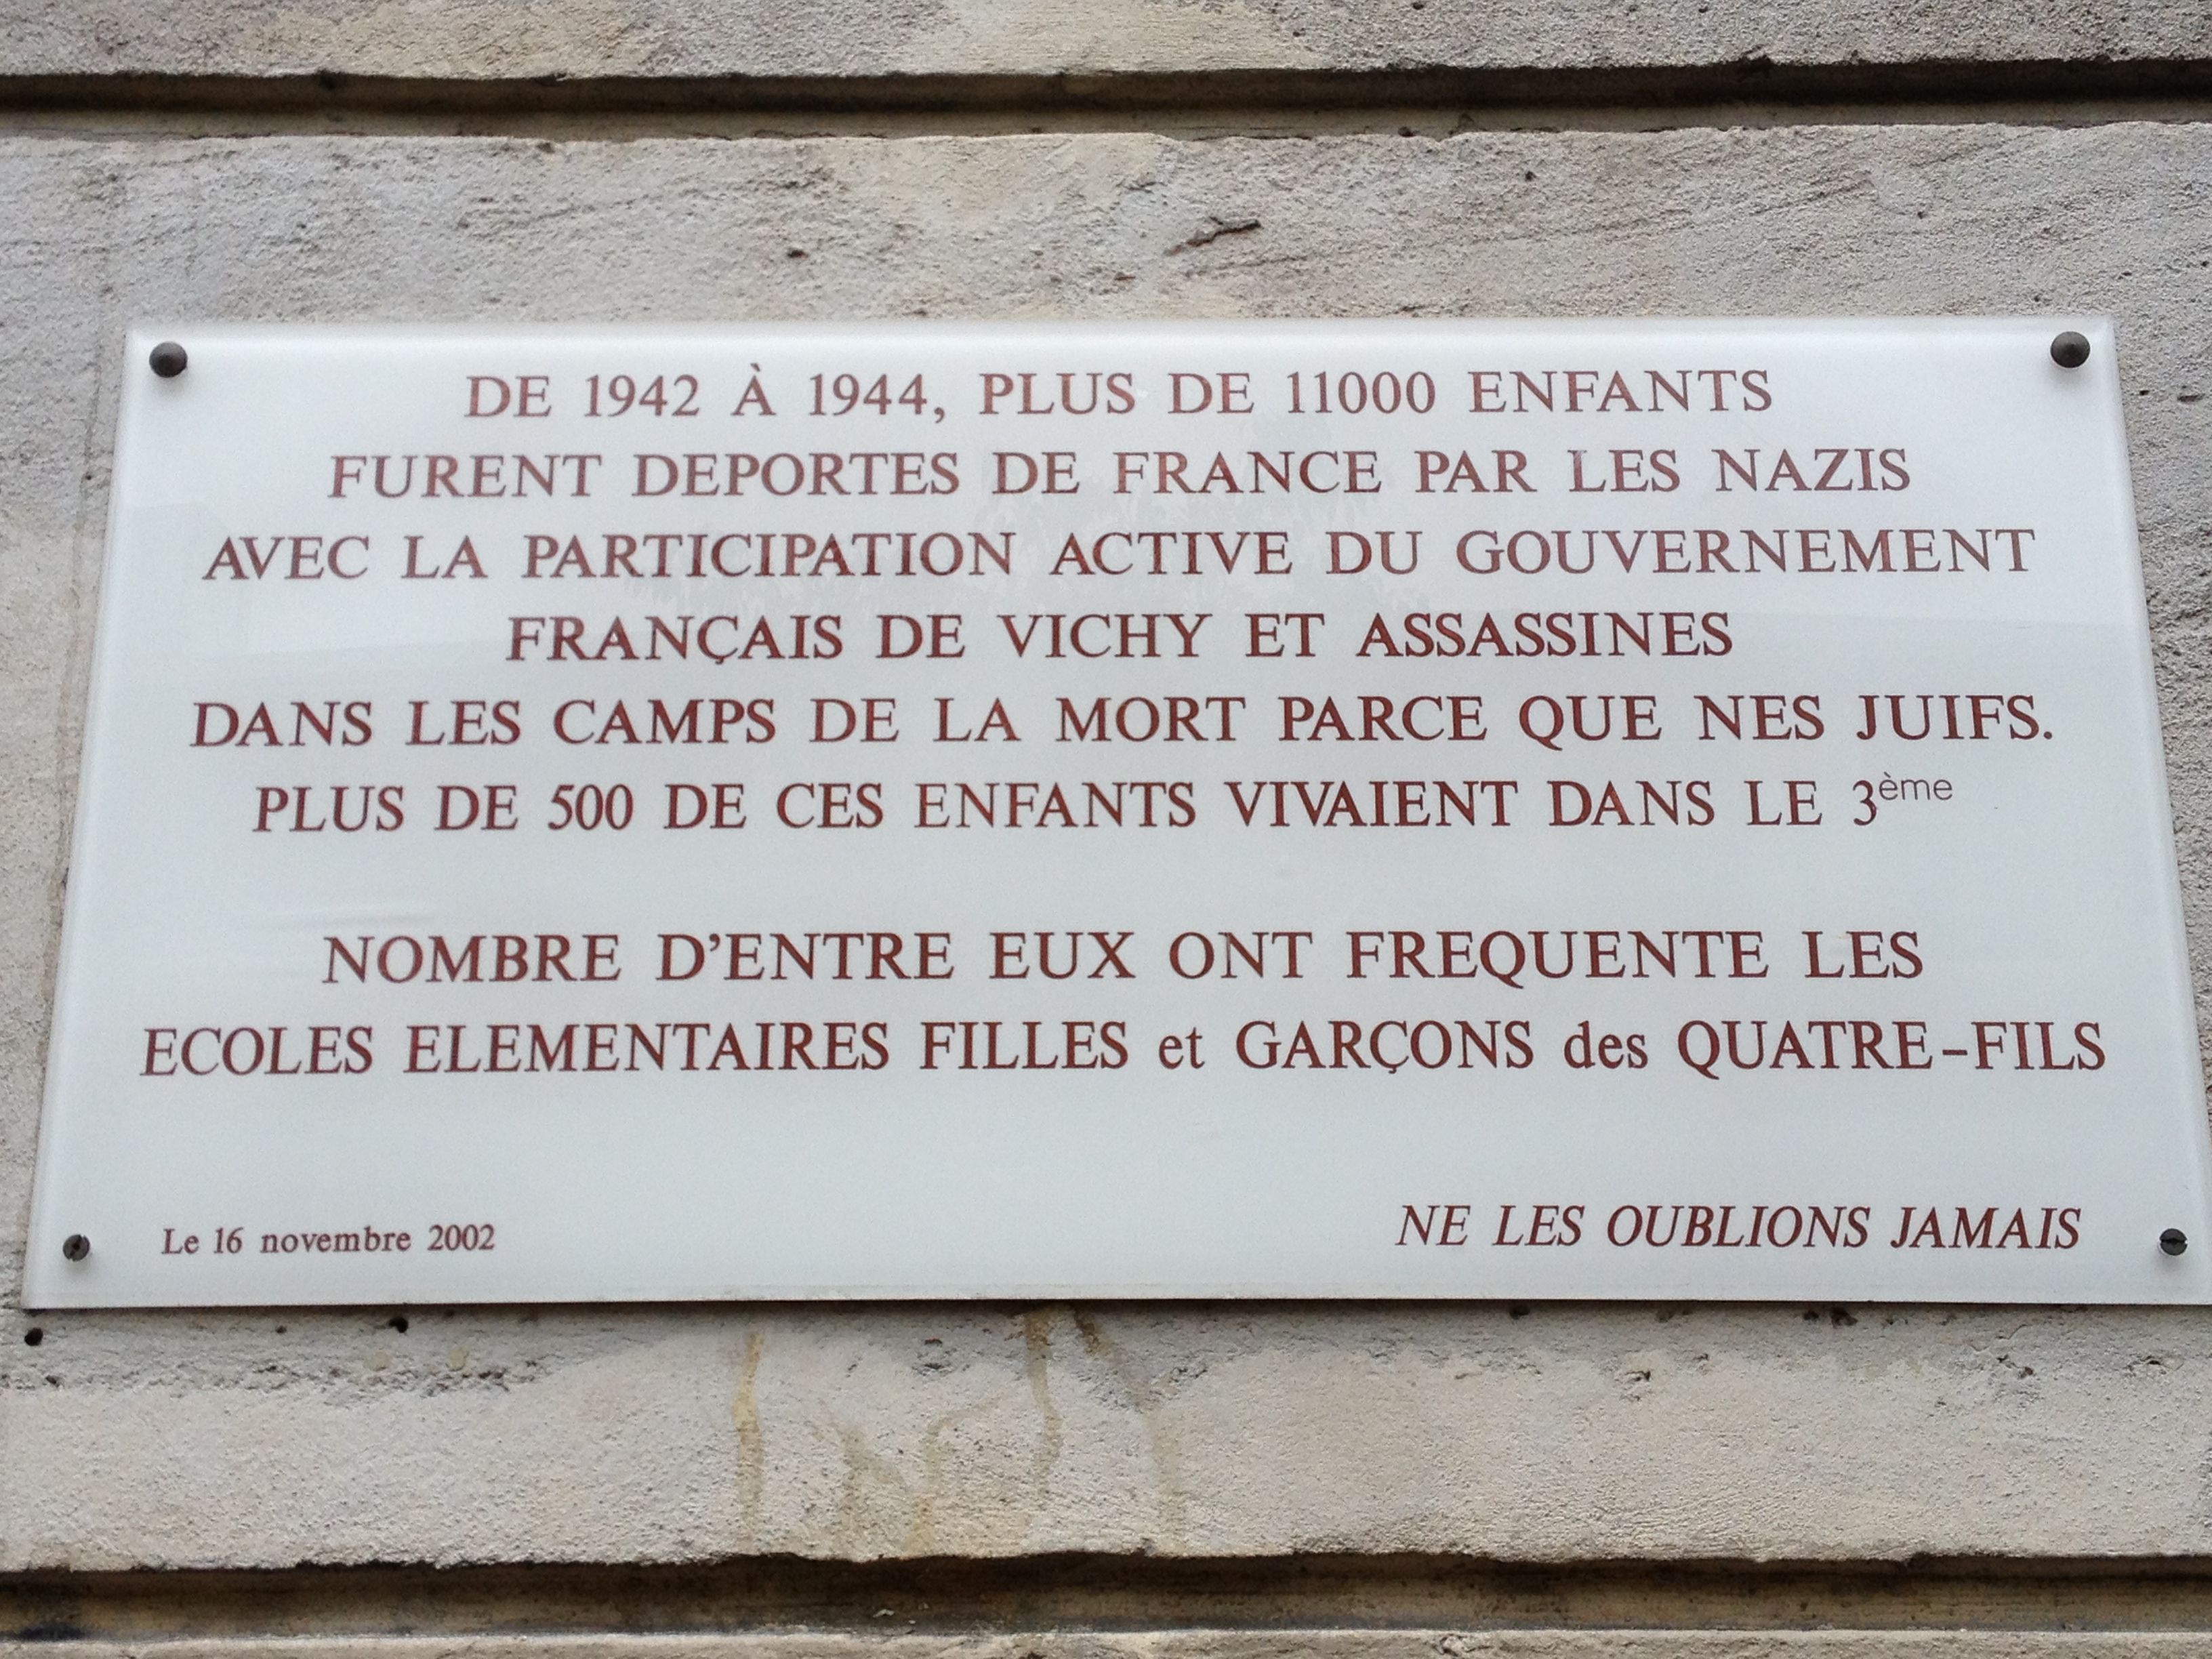 DE 1942 À 1944, PLUS DE 11000 ENFANTS
FURENT DEPORTES DE FRANCE PAR LES NAZIS
AVEC LA PARTICIPATION ACTIVE DU GOUVERNEMENT
FRANÇAIS DE VICHY ET ASSASSINES
DANS LES CAMPS DE LA MORT PARCE QUE NES JUIFS.
PLUS DE 500 DE CES ENFANTS VIVAIENT DANS LE 3ème
NOMBRE D'ENTRE EUX ONT FREQUENTE LES
ECOLES ELEMENTAIRES FILLES et GARÇONS des QUATRE-FILS
Le 16 novembre 2002
NE LES OUBLIONS JAMAIS